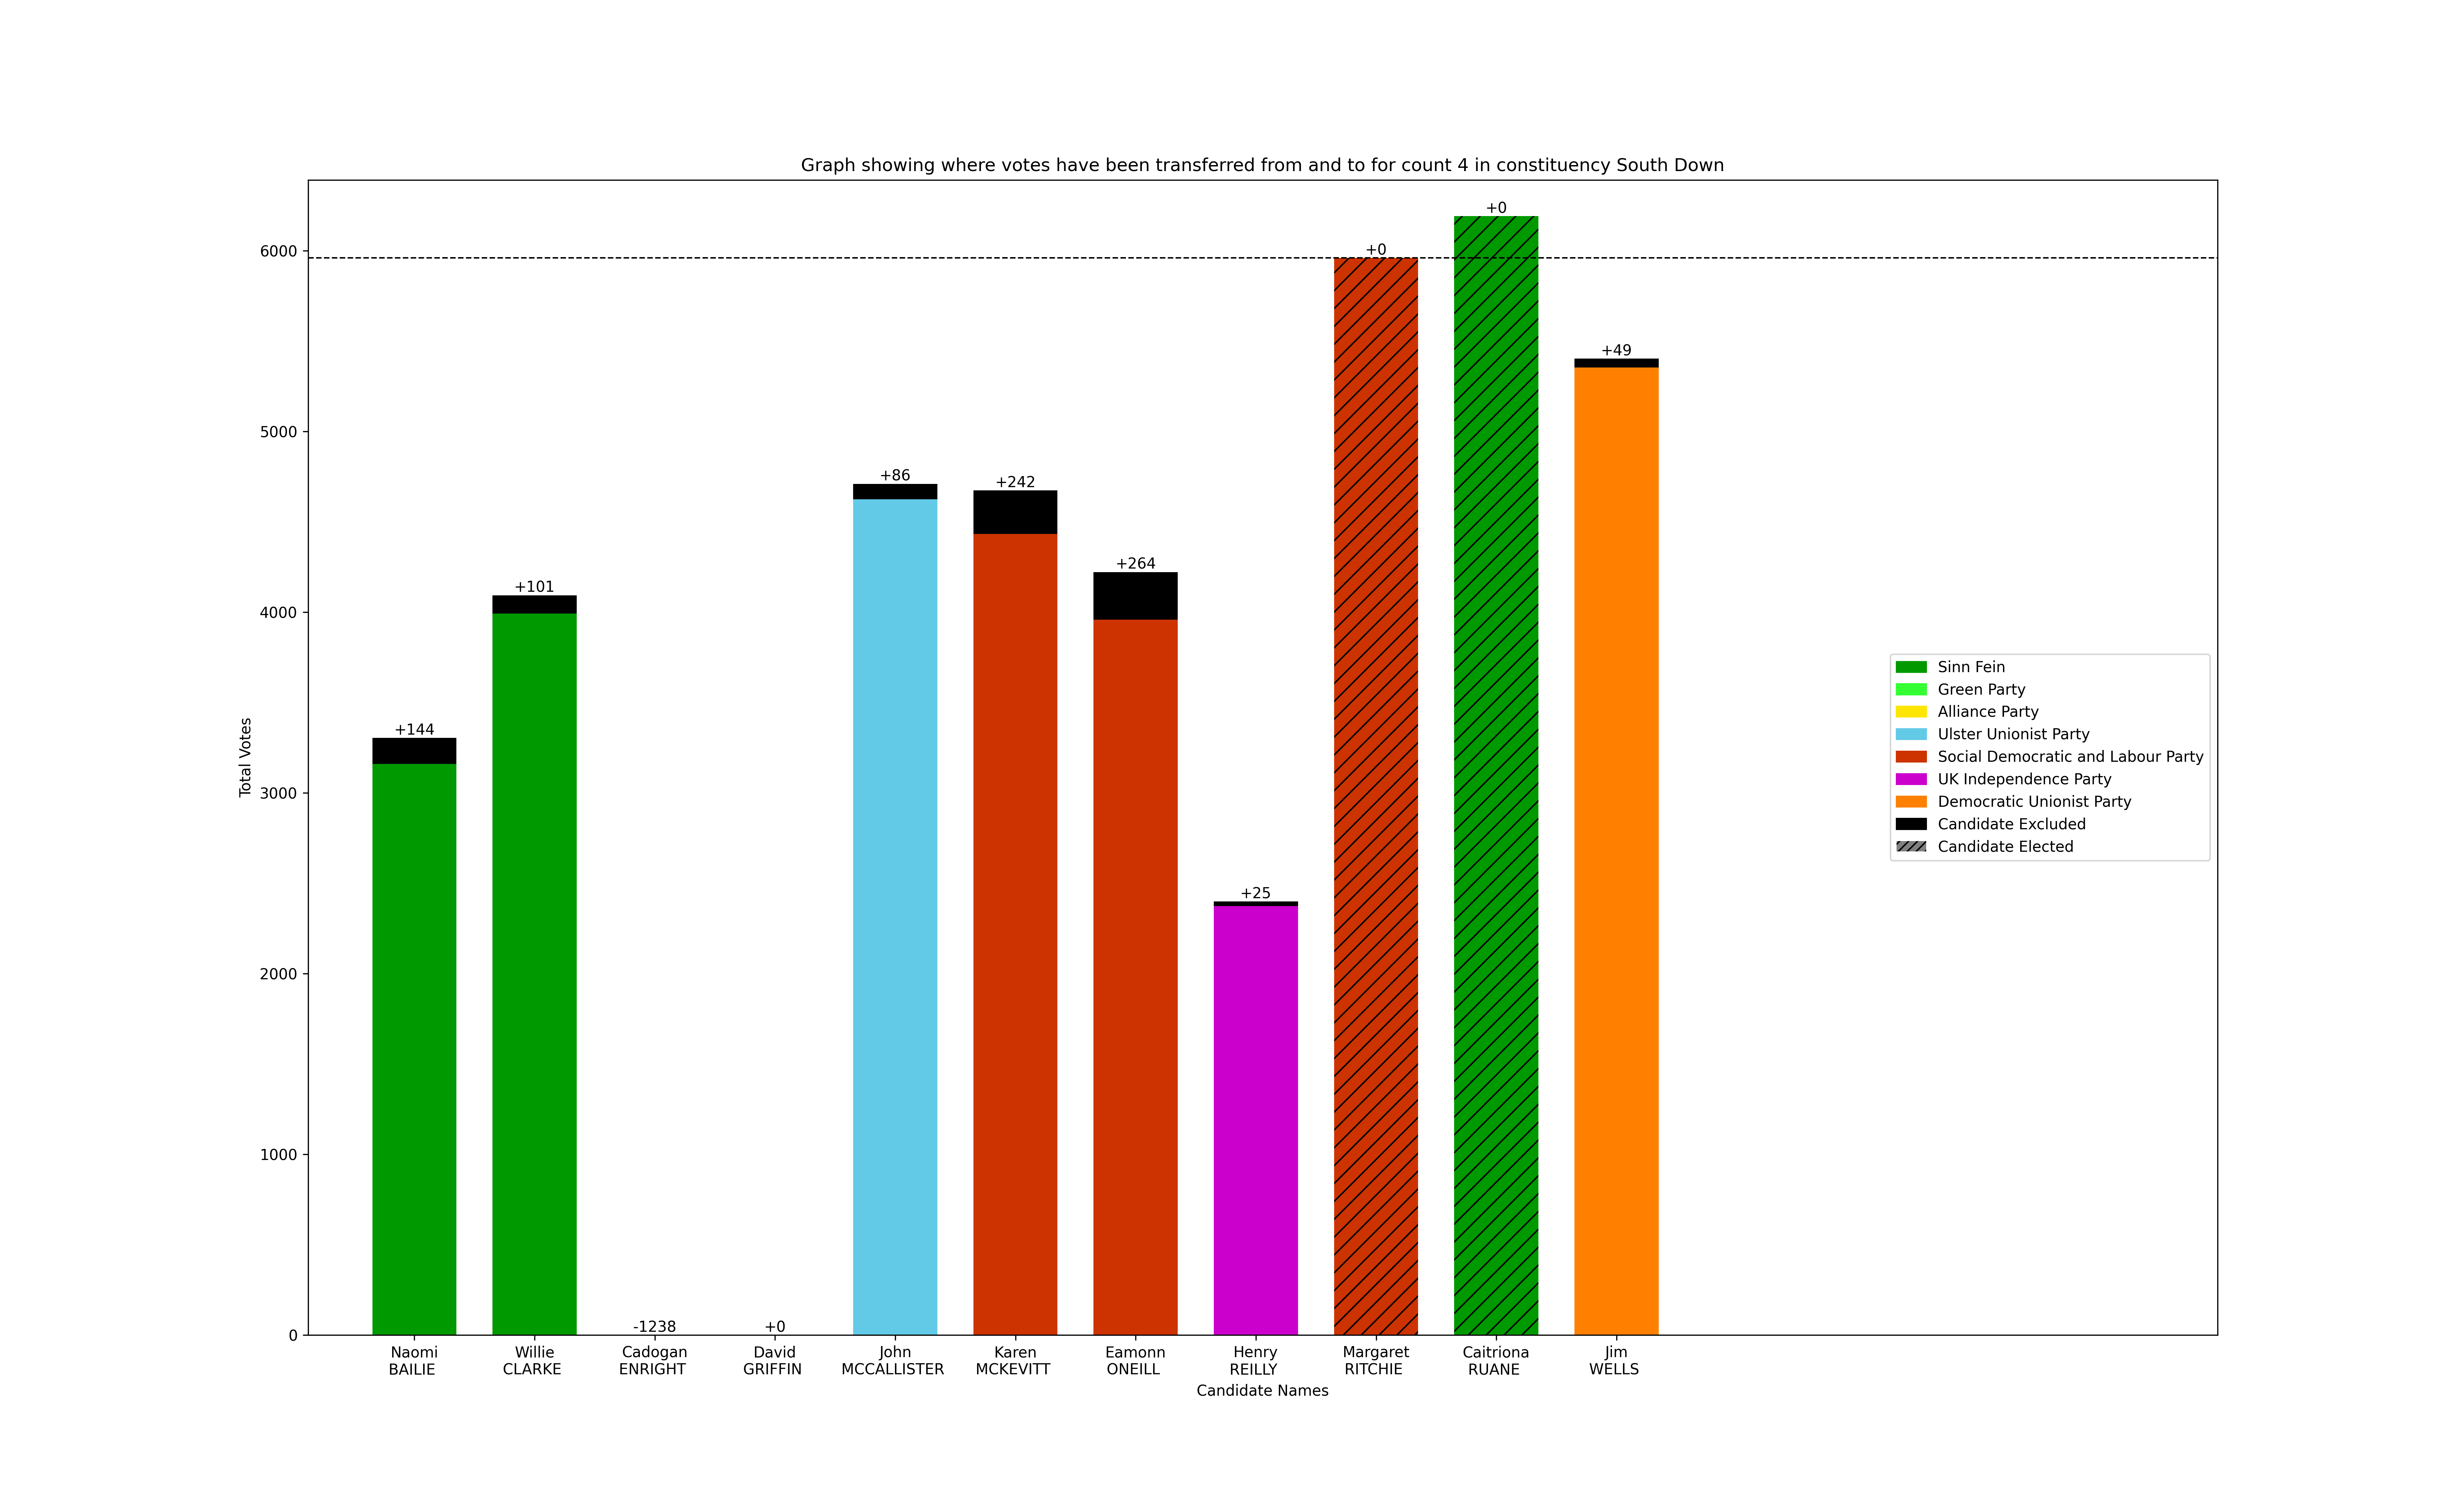 Graph showing where votes have been transferred from and to for count 4 in constituency South Down
+0
+0
6000
+49
5000
+86
+242
+264
+101
4000
Sinn Fein
Green Party
Alliance Party
Ulster Unionist Party
Social Democratic and Labour Party
UK Independence Party
Democratic Unionist Party
Candidate Excluded
Candidate Elected
+144
Total Votes
3000
+25
2000
1000
-1238
+0
0
Naomi BAILIE
Willie CLARKE
Cadogan ENRIGHT
David GRIFFIN
John MCCALLISTER
Karen MCKEVITT
Eamonn ONEILL
Henry REILLY
Margaret RITCHIE
Caitriona RUANE
Jim WELLS
Candidate Names